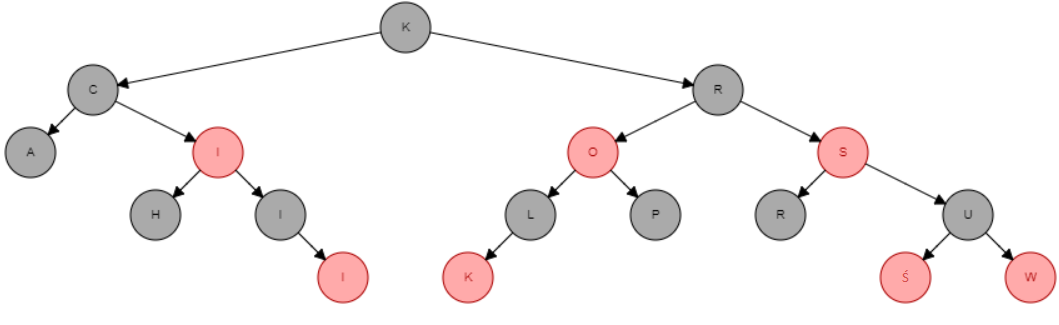 K
C R
A I O S
H I L P R U
I K Ś W